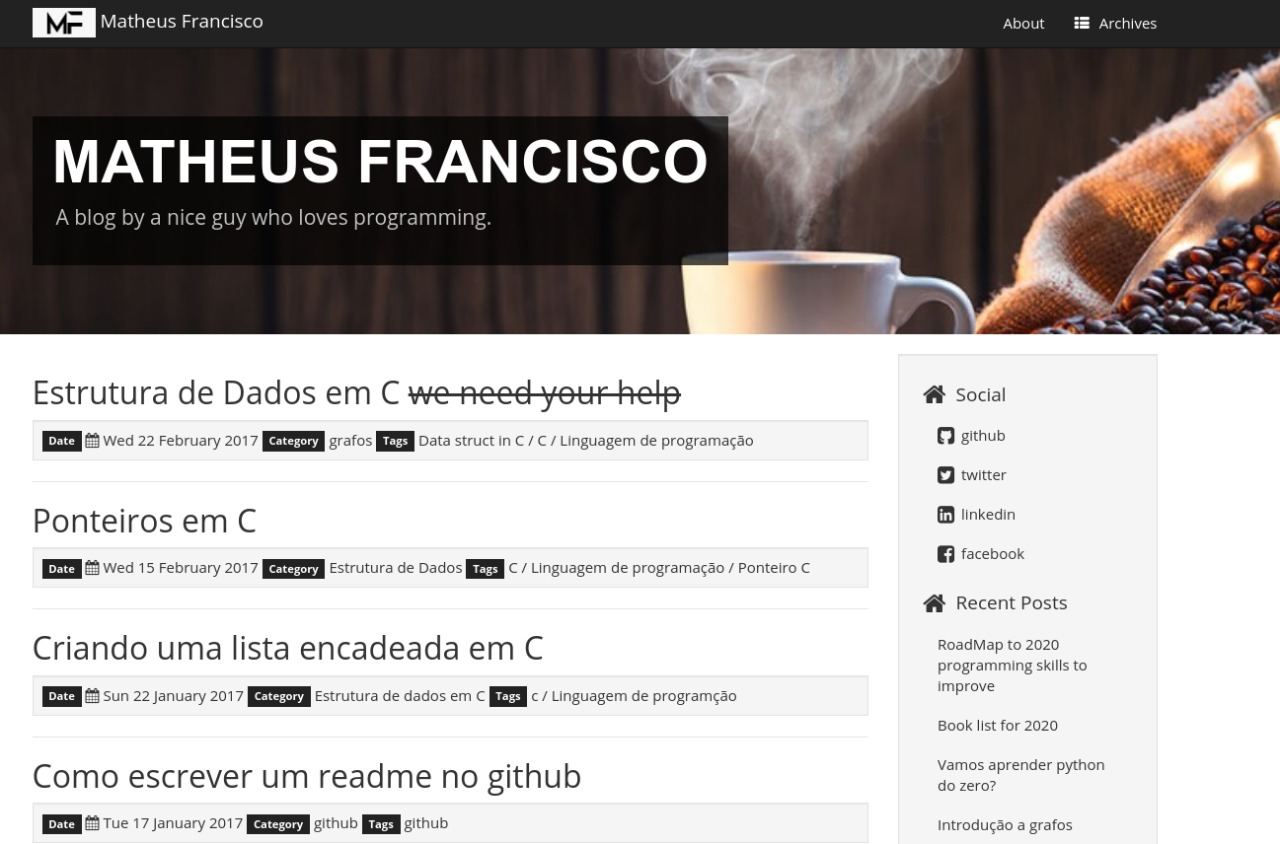 MF Matheus Francisco
About
Archives
MATHEUS FRANCISCO
A blog by a nice guy who loves programming.
Estrutura de Dados em C we need your help
Date Wed 22 February 2017 Category grafos Tags Data struct in C / C / Linguagem de programação
Ponteiros em C
Date Wed 15 February 2017 Category Estrutura de Dados Tags C / Linguagem de programação / Ponteiro C
Criando uma lista encadeada em C
Date Sun 22 January 2017 Category Estrutura de dados em C Tags c / Linguagem de programção
Como escrever um readme no github
Date Tue 17 January 2017 Category github Tags github
Social
github
twitter
linkedin
facebook
Recent Posts
RoadMap to 2020
programming skills to
improve
Book list for 2020
Vamos aprender python
do zero?
Introdução a grafos